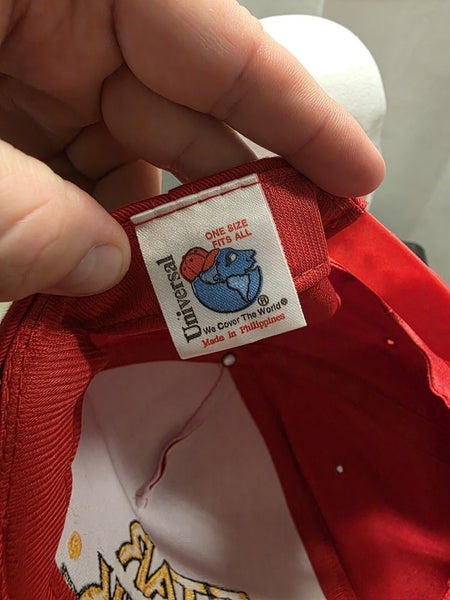 ONE SIZE
FITS ALL
Universal
®
We Cover The World®
Made in Philippines